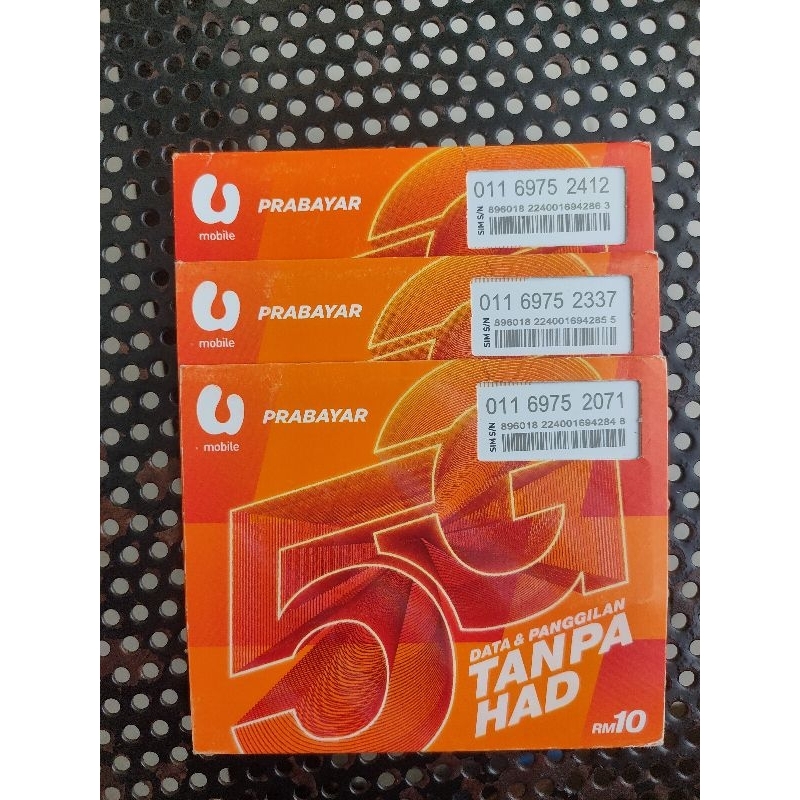 mobile
PRABAYAR
011 6975 2412
SIM S/N
896018 224001694286 3
mobile
PRABAYAR
011 6975 2337
SIM S/N
896018 224001694285 5
mobile
PRABAYAR
011 6975 2071
SIM S/N
896018 224001694284 8
5G
DATA & PANGGILAN
TANPA
HAD
RM10